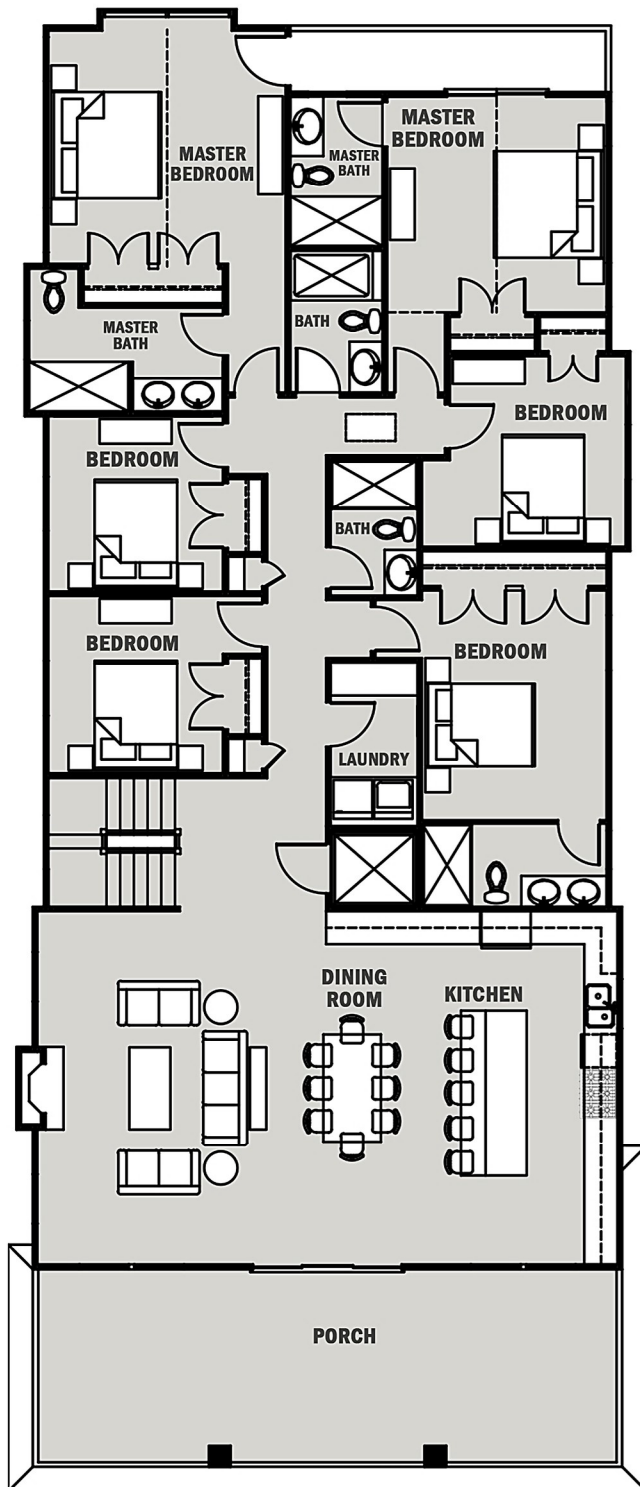 MASTER
BEDROOM
MASTER
BEDROOM
MASTER
BATH
BATH
MASTER
BATH
BEDROOM
BEDROOM
BATH
BEDROOM
BEDROOM
LAUNDRY
DINING
ROOM
KITCHEN
PORCH